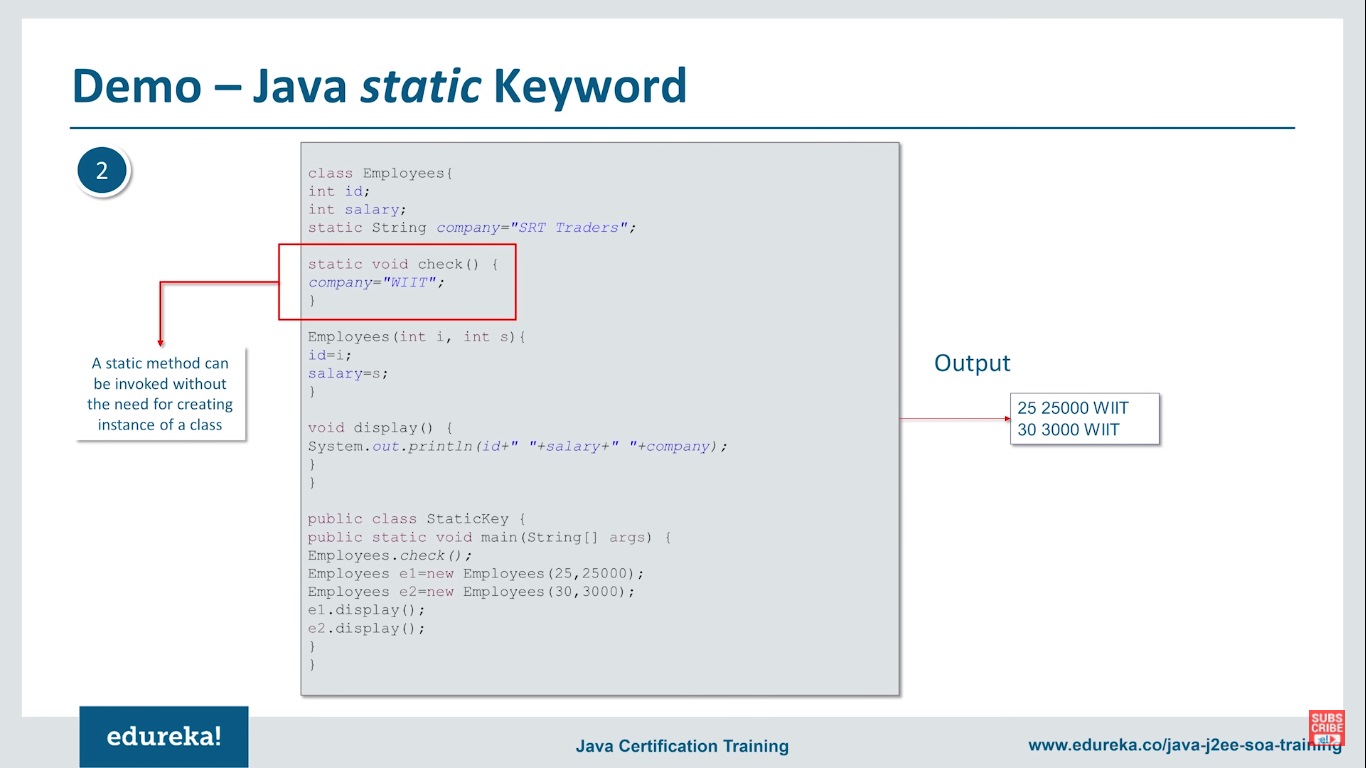 Demo – Java static Keyword
2
class Employees{
int id;
int salary;
static String company="SRT Traders";
static void check() {
company="WIIT";
}
Employees(int i, int s){
id=i;
salary=s;
}
void display() {
System.out.println(id+" "+salary+" "+company);
}
}
public class StaticKey {
public static void main(String[] args) {
Employees.check();
Employees e1=new Employees(25,25000);
Employees e2=new Employees(30,3000);
e1.display();
e2.display();
}
}
A static method can
be invoked without
the need for creating
instance of a class
Output
25 25000 WIIT
30 3000 WIIT
edureka!
Java Certification Training
www.edureka.co/java-j2ee-soa-training
SUBS
CRIBE